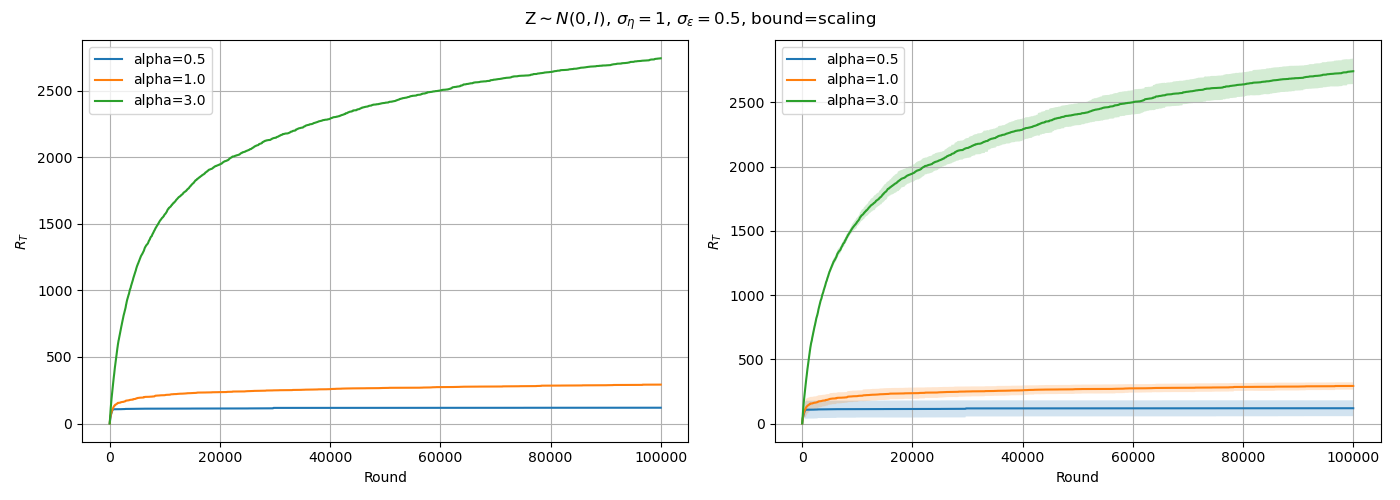 Z ~ N(0, I), σ_η = 1, σ_ε = 0.5, bound=scaling
alpha=0.5
alpha=1.0
alpha=3.0
R_T
2500
2000
1500
1000
500
0
0 20000 40000 60000 80000 100000
Round
alpha=0.5
alpha=1.0
alpha=3.0
R_T
2500
2000
1500
1000
500
0
0 20000 40000 60000 80000 100000
Round